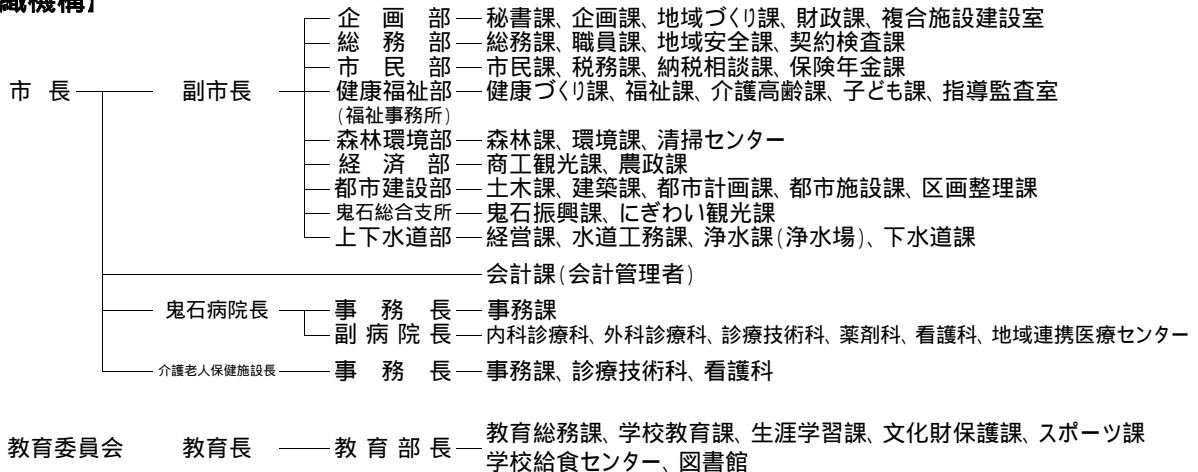 織機構】
企画部 秘書課、企画課、地域づくり課、財政課、複合施設建設室
総務部 総務課、職員課、地域安全課、契約検査課
市民部 市民課、税務課、納税相談課、保険年金課
市長 副市長 健康福祉部 健康づくり課、福祉課、介護高齢課、子ども課、指導監査室
(福祉事務所)
森林環境部 森林課、環境課、清掃センター
経済部 商工観光課、農政課
都市建設部 土木課、建築課、都市計画課、都市施設課、区画整理課
鬼石総合支所 鬼石振興課、にぎわい観光課
上下水道部 経営課、水道工務課、浄水課(浄水場)、下水道課
会計課(会計管理者)
鬼石病院長 事務長 事務課
副病院長 内科診療科、外科診療科、診療技術科、薬剤科、看護科、地域連携医療センター
介護老人保健施設長 事務長 事務課、診療技術科、看護科
教育委員会 教育長 教育部長 教育総務課、学校教育課、生涯学習課、文化財保護課、スポーツ課
学校給食センター、図書館